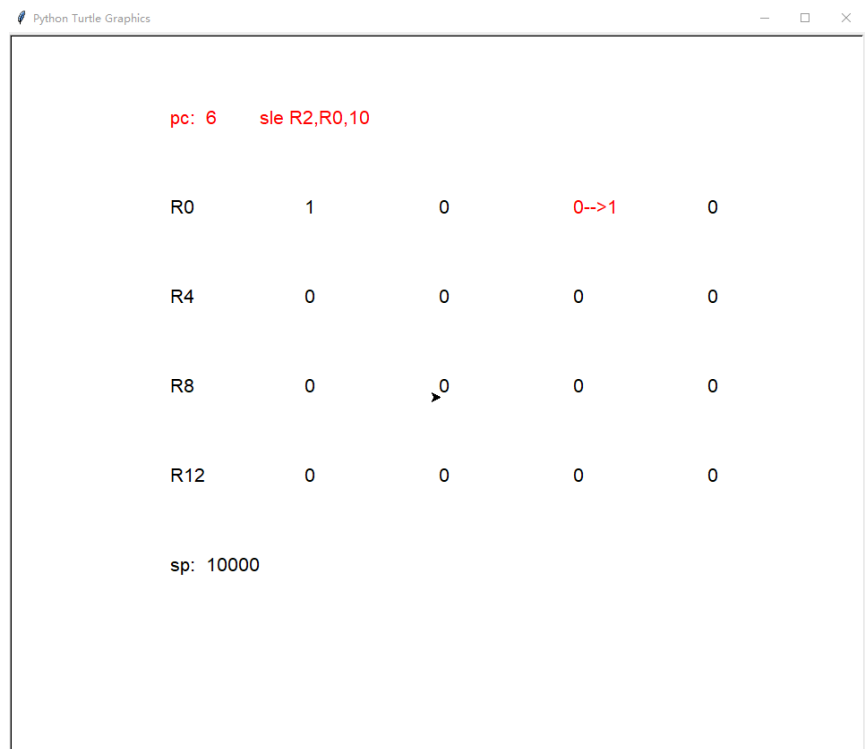 Python Turtle Graphics
pc: 6 sle R2,R0,10
R0 1 0 0-->1 0
R4 0 0 0 0
R8 0 0 0 0
R12 0 0 0 0
sp: 10000